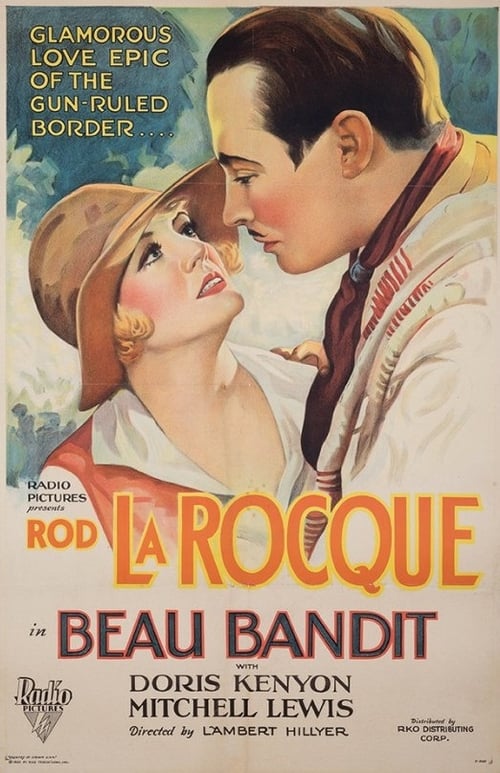 GLAMOROUS
LOVE EPIC
OF THE
GUN-RULED
BORDER....
RADIO
PICTURES
presents
ROD LA ROCQUE
in BEAU BANDIT
WITH
DORIS KENYON
MITCHELL LEWIS
Directed by LAMBERT HILLYER
Radio
PICTURES
Distributed by
RKO DISTRIBUTING
CORP.